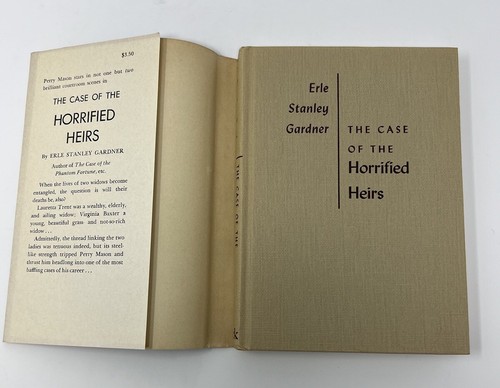 $3.50
Perry Mason stars in not one but two
brilliant courtroom scenes in
THE CASE OF THE
HORRIFIED
HEIRS
By ERLE STANLEY GARDNER
Author of The Case of the
Phantom Fortune, etc.
When the lives of two widows become
entangled, the question is will their
deaths be, also?
Lauretta Trent was a wealthy, elderly,
and ailing widow; Virginia Baxter a
young, beautiful grass and not-so-rich
widow . . .
Admittedly, the thread linking the two
ladies was tenuous indeed, but its steel-
like strength tripped Perry Mason and
thrust him headlong into one of the most
baffling cases of his career . . .
THE CASE OF THE
Erle
Stanley
Gardner
THE CASE
OF THE
Horrified
Heirs